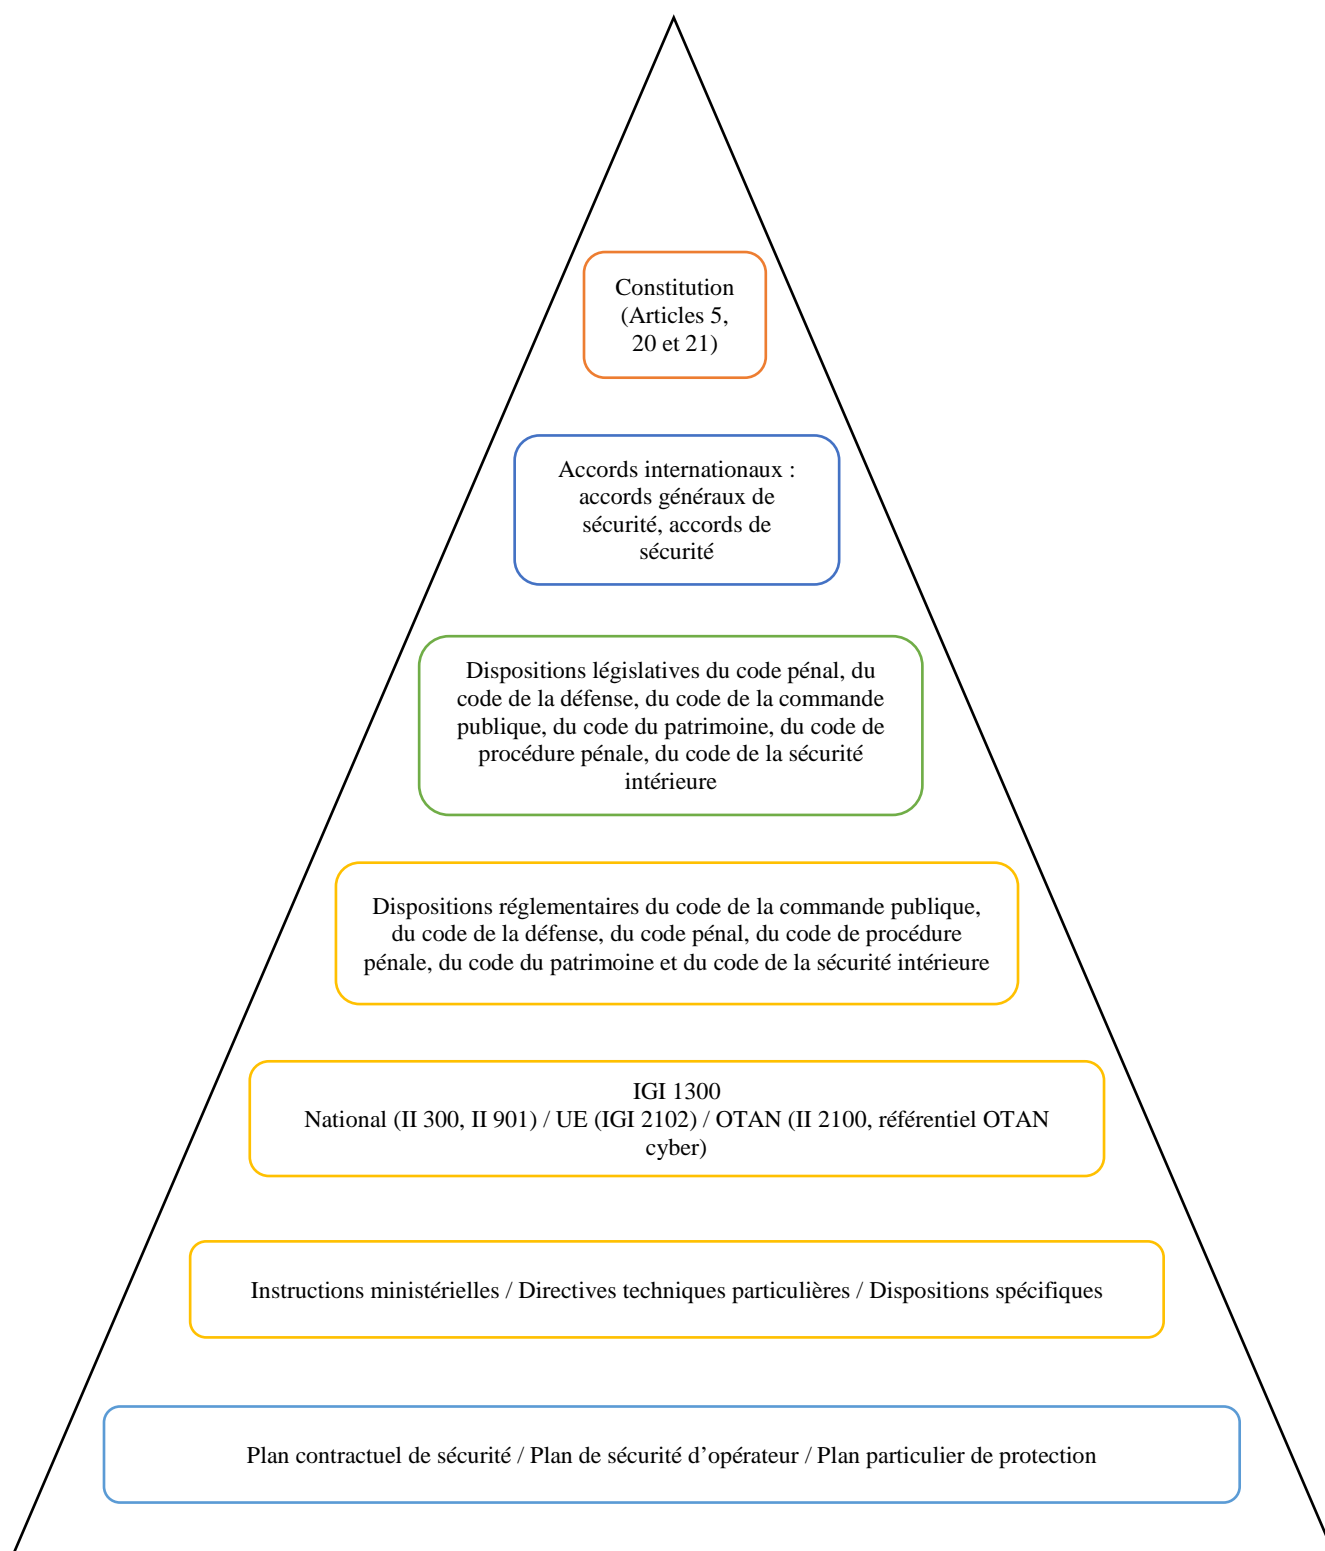 Constitution
(Articles 5,
20 et 21)
Accords internationaux :
accords généraux de
sécurité, accords de
sécurité
Dispositions législatives du code pénal, du
code de la défense, du code de la commande
publique, du code du patrimoine, du code de
procédure pénale, du code de la sécurité
intérieure
Dispositions réglementaires du code de la commande publique,
du code de la défense, du code pénal, du code de procédure
pénale, du code du patrimoine et du code de la sécurité intérieure
IGI 1300
National (II 300, II 901) / UE (IGI 2102) / OTAN (II 2100, référentiel OTAN
cyber)
Instructions ministérielles / Directives techniques particulières / Dispositions spécifiques
Plan contractuel de sécurité / Plan de sécurité d’opérateur / Plan particulier de protection